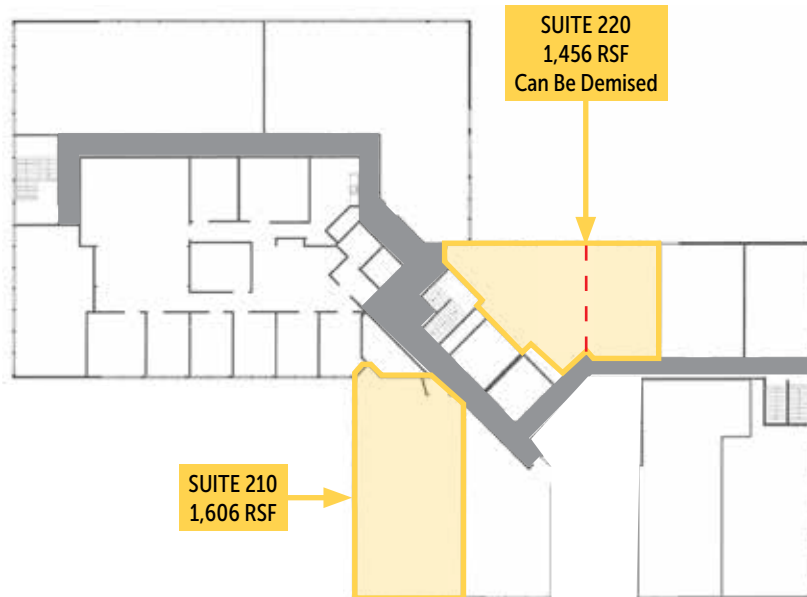 SUITE 220
1,456 RSF
Can Be Demised
SUITE 210
1,606 RSF